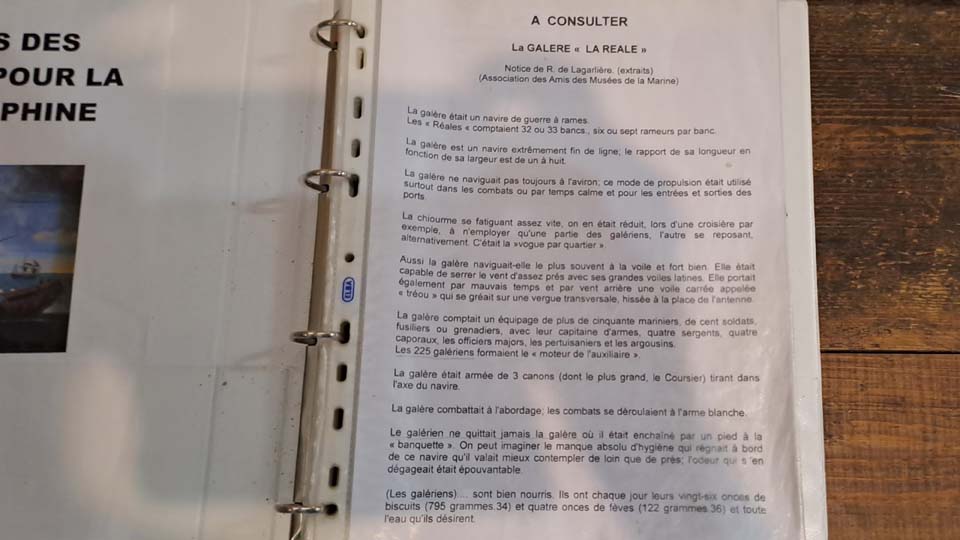 S DES
POUR LA
PHINE
ELBA
A CONSULTER
La GALERE « LA REALE »
Notice de R. de Lagarlière. (extraits)
(Association des Amis des Musées de la Marine)
La galère était un navire de guerre à rames.
Les « Réales « comptaient 32 ou 33 bancs., six ou sept rameurs par banc.
La galère est un navire extrêmement fin de ligne; le rapport de sa longueur en
fonction de sa largeur est de un à huit.
La galère ne naviguait pas toujours à l'aviron; ce mode de propulsion était utilisé
surtout dans les combats ou par temps calme et pour les entrées et sorties des
ports.
La chiourme se fatiguant assez vite, on en était réduit, lors d'une croisière par
exemple, à n'employer qu'une partie des galériens, l'autre se reposant,
alternativement. C'était la »vogue par quartier »
Aussi la galère naviguait-elle le plus souvent à la voile et fort bien. Elle était
capable de serrer le vent d'assez près avec ses grandes voiles latines. Elle portait
également par mauvais temps et par vent arrière une voile carrée appelée
« tréou » qui se gréait sur une vergue transversale, hissée à la place de l'antenne.
La galère comptait un équipage de plus de cinquante mariniers, de cent soldats,
fusiliers ou grenadiers, avec leur capitaine d'armes, quatre sergents, quatre
caporaux, les officiers majors, les pertuisaniers et les argousins.
Les 225 galériens formaient le « moteur de l'auxiliaire ».
La galère était armée de 3 canons (dont le plus grand, le Coursier) tirant dans
l'axe du navire.
La galère combattait à l'abordage; les combats se déroulaient à l'arme blanche.
Le galérien ne quittait jamais la galère où il était enchaîné par un pied à la
« banquette ». On peut imaginer le manque absolu d'hygiène qui règnait à bord
de ce navire qu'il valait mieux contempler de loin que de près; l'odeur qui s 'en
dégageait était épouvantable.
(Les galériens).... sont bien nourris. Ils ont chaque jour leurs vingt-six onces de
biscuits (795 grammes.34) et quatre onces de fèves (122 grammes.36) et toute
l'eau qu'ils désirent.